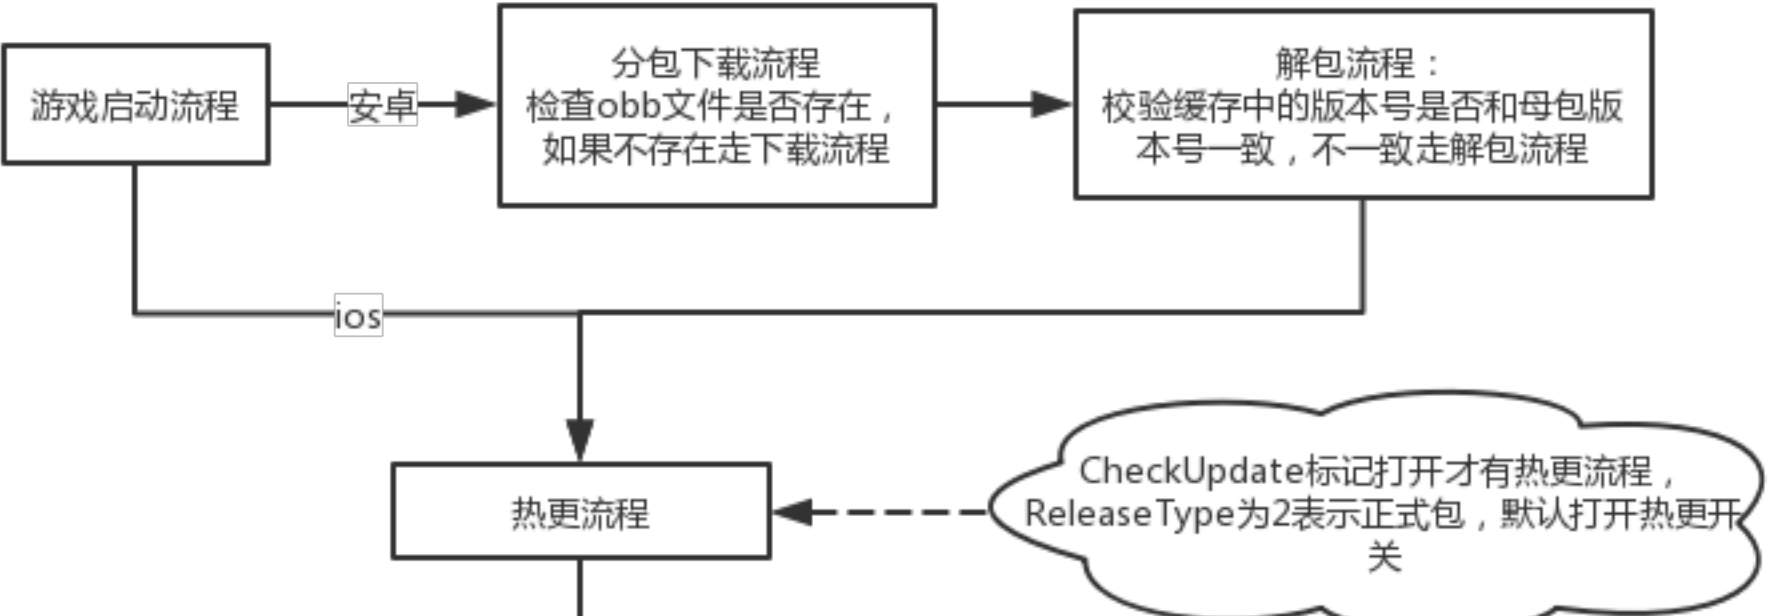 游戏启动流程
安卓
分包下载流程
检查obb文件是否存在，
如果不存在走下载流程
解包流程：
校验缓存中的版本号是否和母包版
本号一致，不一致走解包流程
ios
热更流程
CheckUpdate标记打开才有热更流程，
ReleaseType为2表示正式包，默认打开热更开
关